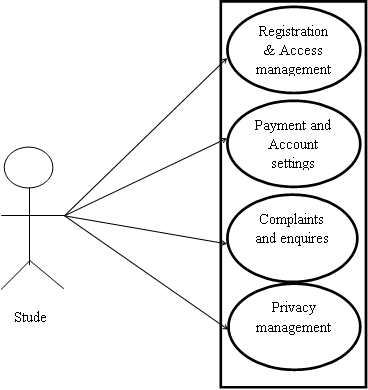 Registration
& Access
management
Payment and
Account
settings
Complaints
and enquires
Privacy
management
Stude